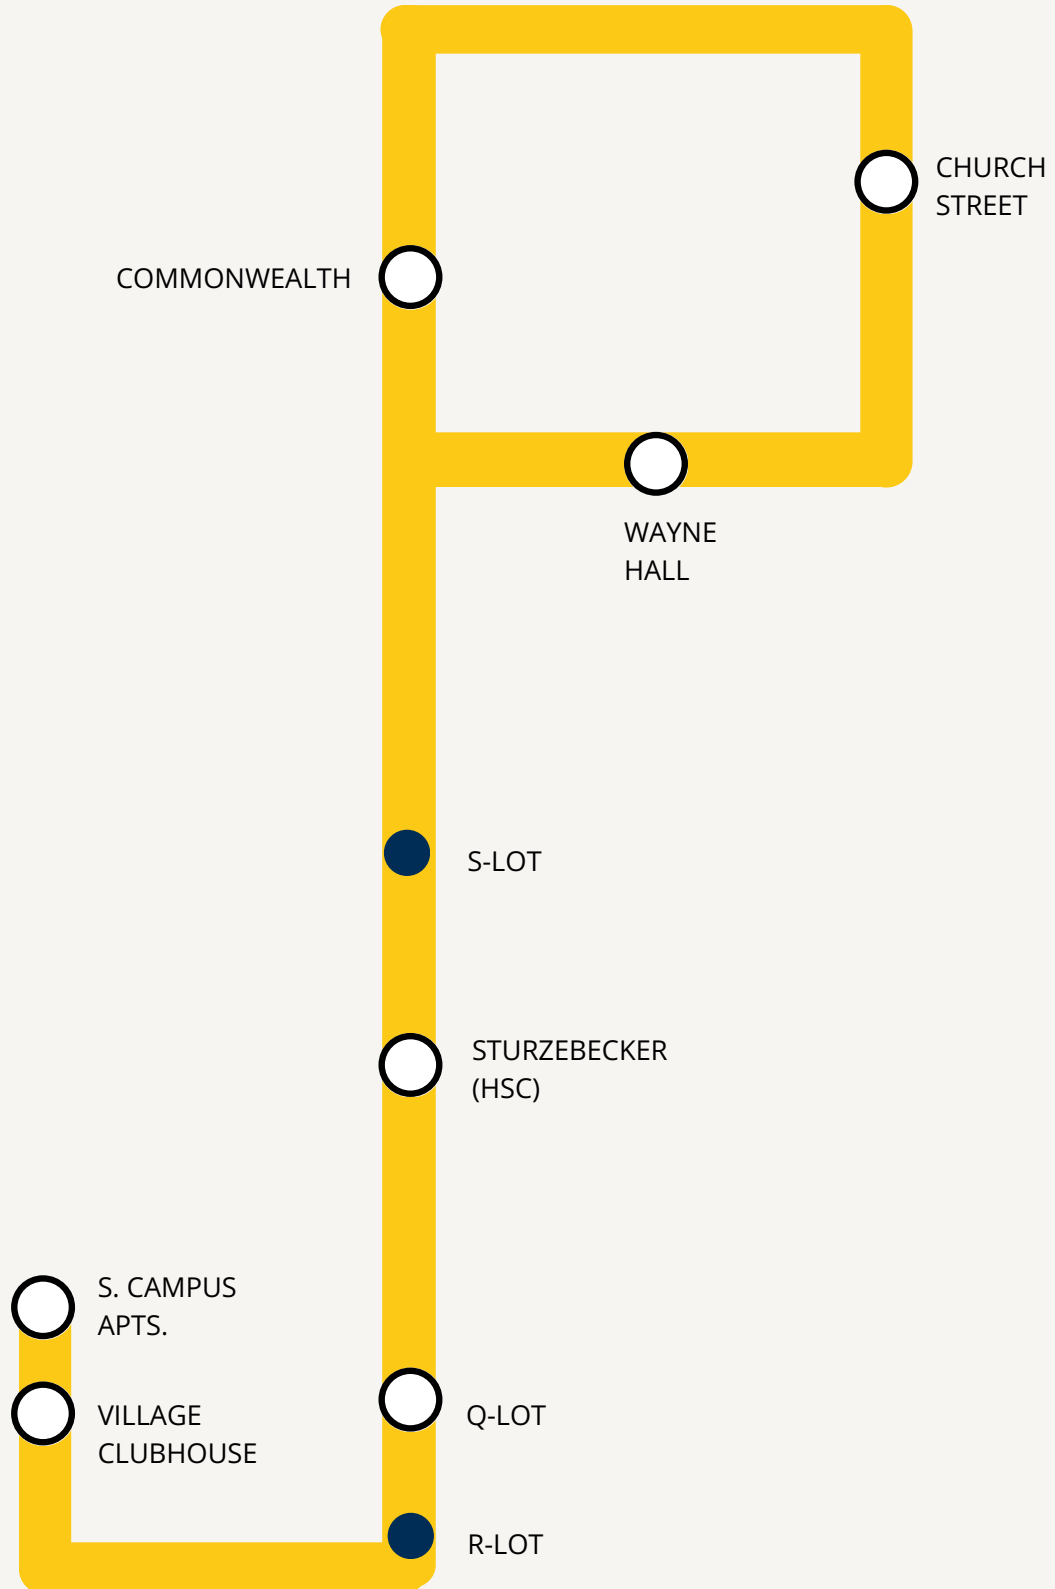 CHURCH
STREET
COMMONWEALTH
WAYNE
HALL
S-LOT
STURZEBECKER
(HSC)
S. CAMPUS
APTS.
VILLAGE
CLUBHOUSE
Q-LOT
R-LOT